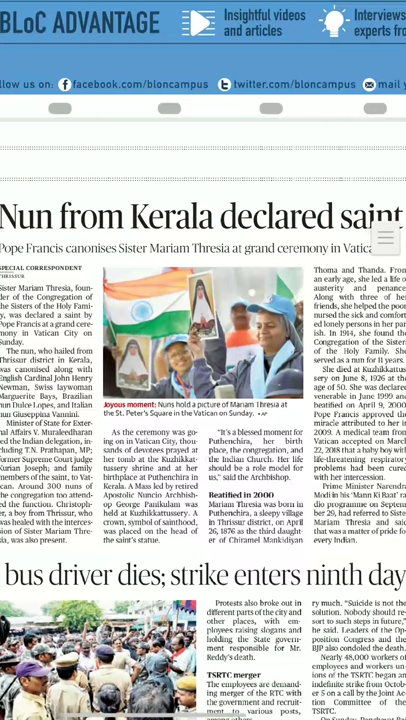 BLoC ADVANTAGE
Insightful videos
and articles
Interviews
experts fro
llow us on: facebook.com/bloncampus twitter.com/bloncampus mail y
Nun from Kerala declared saint
Pope Francis canonises Sister Mariam Thresia at grand ceremony in Vatica
SPECIAL CORRESPONDENT
THRISSUR
Sister Mariam Thresia, foun-
der of the Congregation of
the Sisters of the Holy Fami-
y, was declared a saint by
Pope Francis at a grand cere-
mony in Vatican City on
Sunday.
The nun, who hailed from
Thrissur district in Kerala,
was canonised along with
English Cardinal John Henry
Newman, Swiss laywoman
Marguerite Bays, Brazilian
nun Dulce Lopes, and Italian
nun Giuseppina Vannini.
Minister of State for Exter-
nal Affairs V. Muraleedharan
ed the Indian delegation, in-
cluding T.N. Prathapan, MP;
former Supreme Court judge
Kurian Joseph; and family
members of the saint, to Vat-
can. Around 300 nuns of
the congregation too attend-
ed the function. Christoph-
er, a boy from Thrissur, who
was healed with the interces-
sion of Sister Mariam Thre-
sia, was also present.
Joyous moment: Nuns hold a picture of Mariam Thresia at
the St. Peter's Square in the Vatican on Sunday. • AP
As the ceremony was go-
ing on in Vatican City, thou-
sands of devotees prayed at
her tomb at the Kuzhikkat-
tussery shrine and at her
birthplace at Puthenchira in
Kerala. A Mass led by retired
Apostolic Nuncio Archbish-
op George Panikulam was
held at Kuzhikkattussery. A
crown, symbol of sainthood,
was placed on the head of
the saint's statue.
"It's a blessed moment for
Puthenchira, her birth
place, the congregation, and
the Indian Church. Her life
should be a role model for
us," said the Archbishop.
Beatified in 2000
Mariam Thresia was born in
Puthenchira, a sleepy village
in Thrissur district, on April
26, 1876 as the third daught-
er of Chiramel Mankidiyan
Thoma and Thanda. From
an early age, she led a life o
austerity and penance
Along with three of her
friends, she helped the poor
nursed the sick and comfort
ed lonely persons in her par
ish. In 1914, she found the
Congregation of the Sisters
of the Holy Family. She
served as a nun for 11 years.
She died at Kuzhikkattus
sery on June 8, 1926 at the
age of 50. She was declared
venerable in June 1999 and
beatified on April 9, 2000
Pope Francis approved the
miracle attributed to her in
2009. A medical team from
Vatican accepted on March
22, 2018 that a baby boy with
life-threatening respiratory
problems had been cured
with her intercession.
Prime Minister Narendra
Modi in his 'Mann Ki Baat' ra
dio programme on Septem
ber 29, had referred to Sister
Mariam Thresia and said
that was a matter of pride fo
every Indian.
bus driver dies; strike enters ninth day
Protests also broke out in
different parts of the city and
other places, with em-
ployees raising slogans and
holding the State govern-
ment responsible for Mr.
Reddy's death.
TSRTC merger
The employees are demand-
ing merger of the RTC with
the government and recruit-
ment to various posts,
among others
ry much. "Suicide is not the
solution. Nobody should re-
sort to such steps in future,"
he said. Leaders of the Op-
position Congress and the
BJP also condoled the death.
Nearly 48,000 workers of
employees and workers un-
ions of the TSRTC began an
indefinite strike from Octob-
er 5 on a call by the Joint Ac-
tion Committee of the
TSRTC.